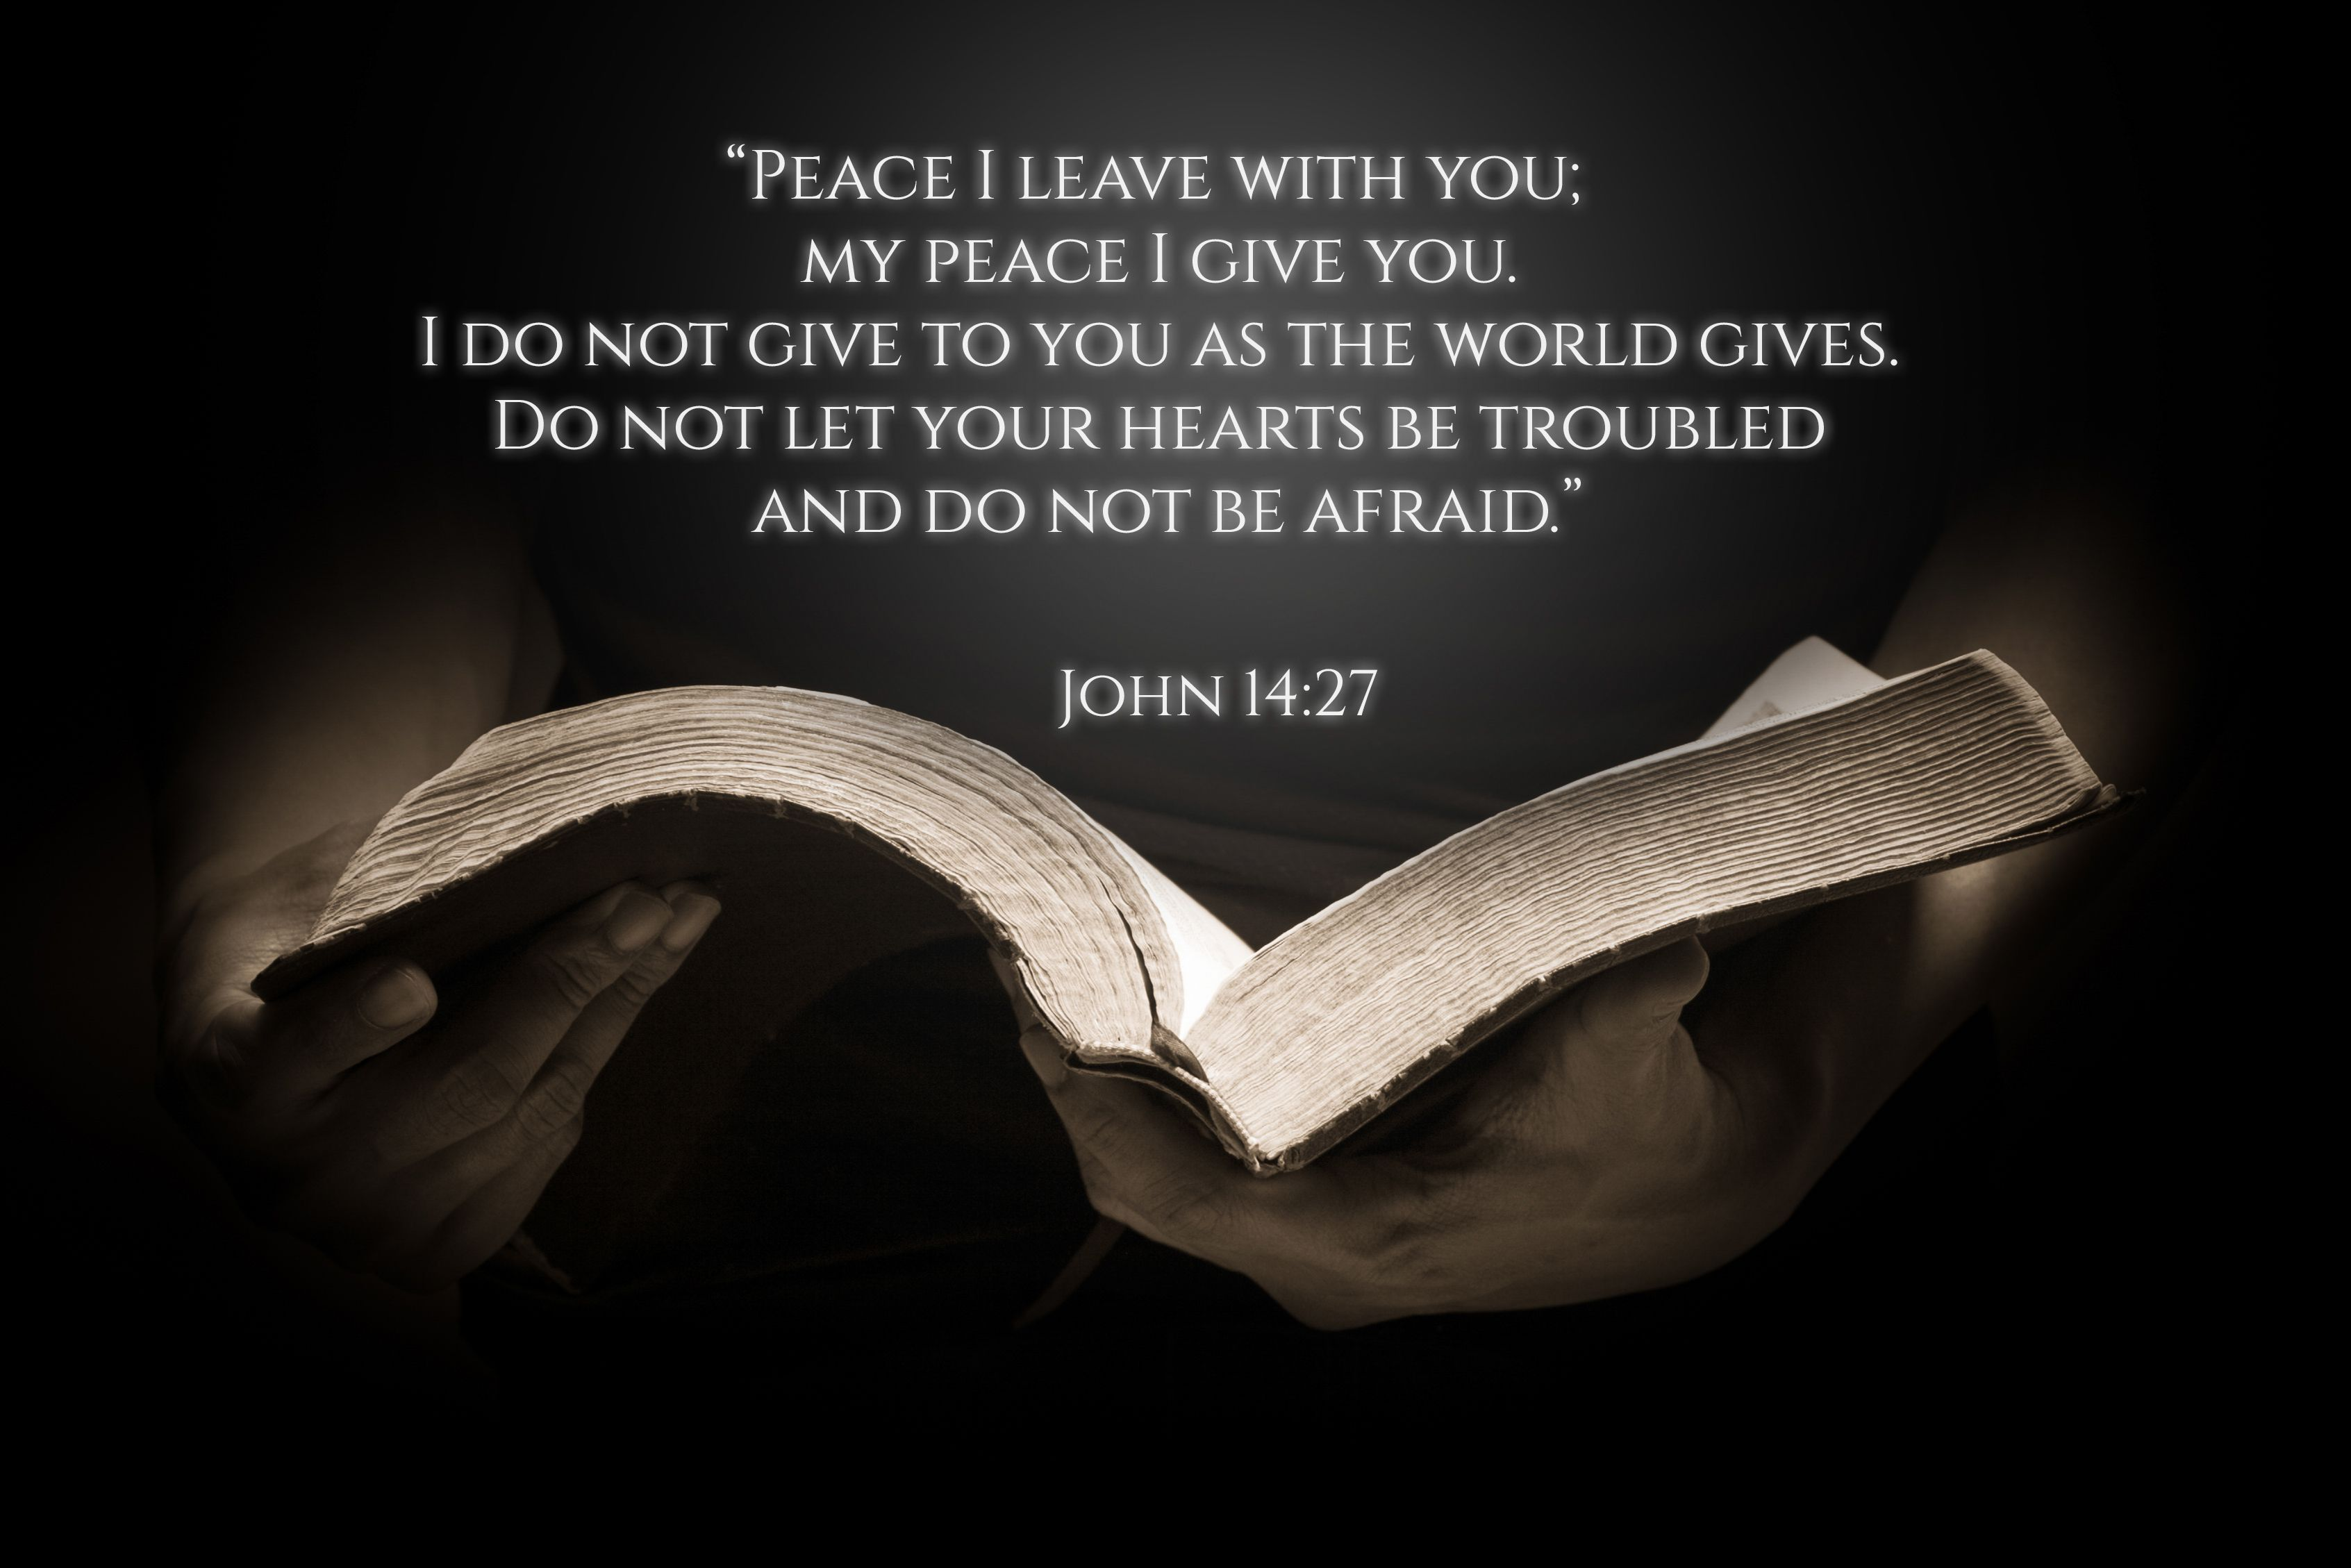 “Peace I leave with you;
my peace I give you.
I do not give to you as the world gives.
Do not let your hearts be troubled
and do not be afraid.”
John 14:27